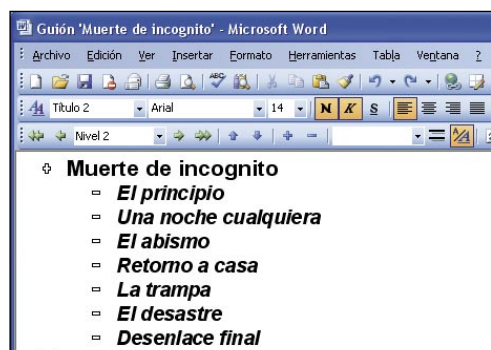 Guión 'Muerte de incognito' - Microsoft Word
Archivo Edición Ver Insertar Formato Herramientas Tabla Ventana ?
Título 2 Arial 14 N K S
Nivel 2
Muerte de incognito
El principio
Una noche cualquiera
El abismo
Retorno a casa
La trampa
El desastre
Desenlace final